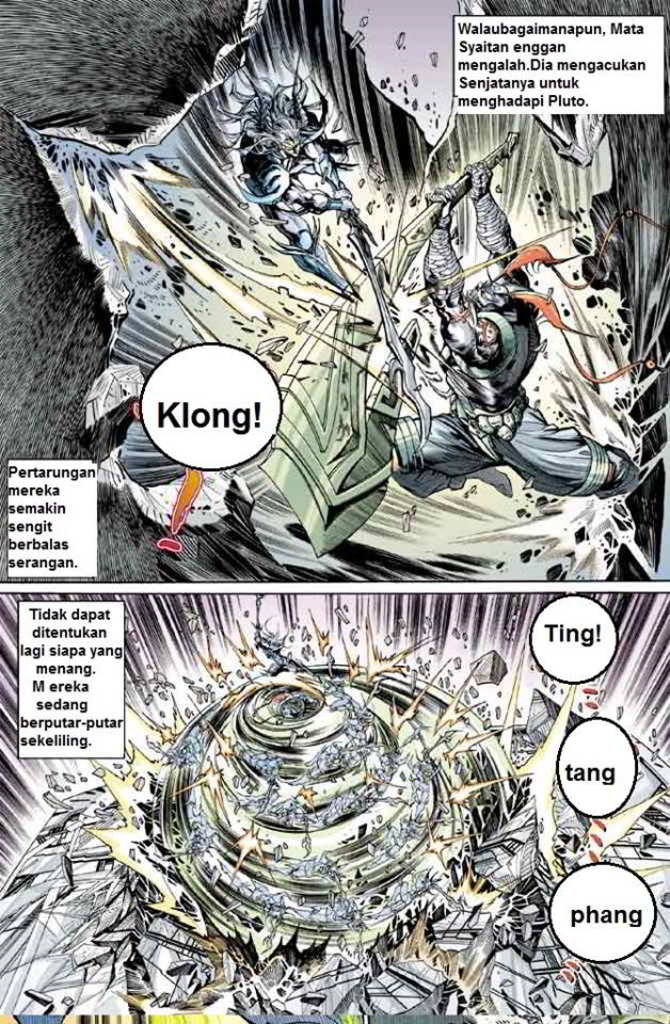 Walaubagaimanapun, Mata
Syaitan enggan
mengalah.Dia mengacukan
Senjatanya untuk
menghadapi Pluto.
Klong!
Pertarungan
mereka
semakin
sengit
berbalas
serangan.
Tidak dapat
ditentukan
lagi siapa yang
menang.
M ereka
sedang
berputar-putar
sekeliling.
Ting!
tang
phang